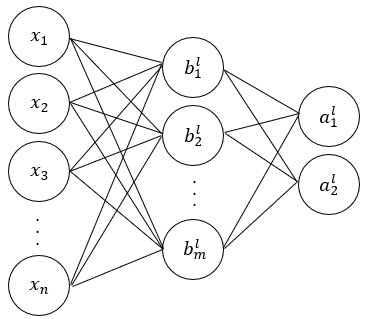 x₁
x₂
x₃
⋮
xₙ
b₁ˡ
b₂ˡ
⋮
bₘˡ
a₁ˡ
a₂ˡ